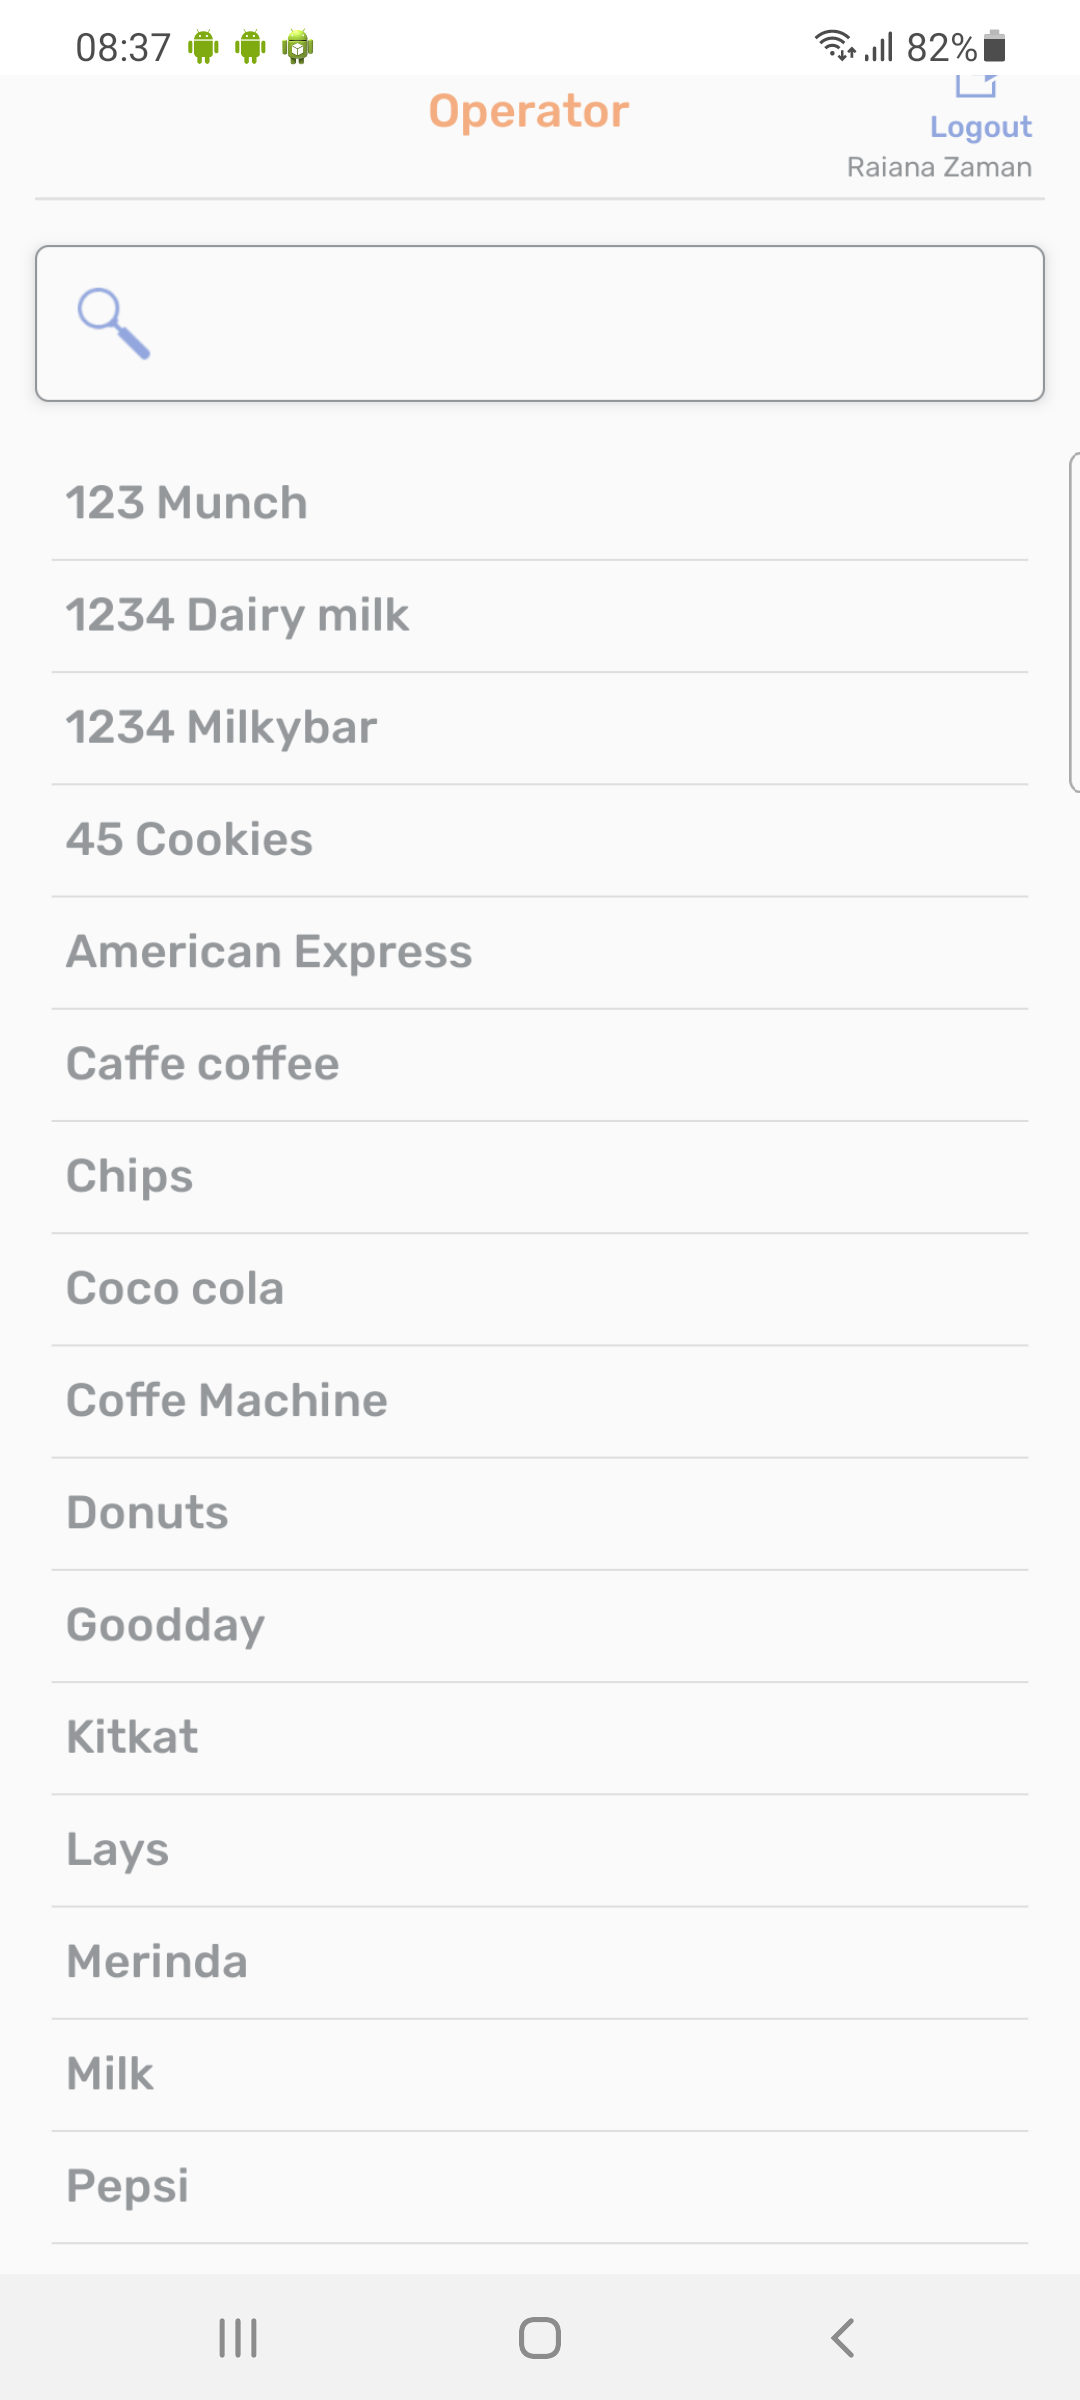 08:37
82%
Operator
Logout
Raiana Zaman
123 Munch
1234 Dairy milk
1234 Milkybar
45 Cookies
American Express
Caffe coffee
Chips
Coco cola
Coffe Machine
Donuts
Goodday
Kitkat
Lays
Merinda
Milk
Pepsi